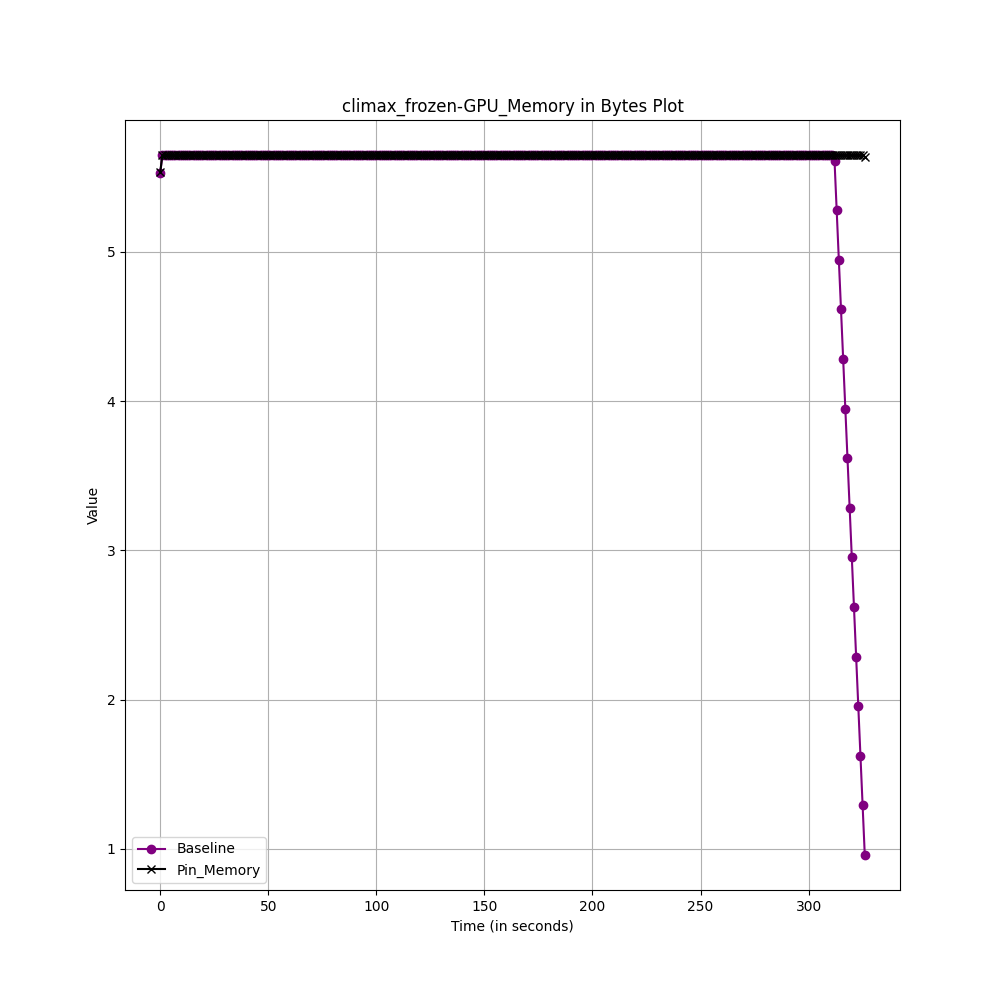 climax_frozen-GPU_Memory in Bytes Plot
Value
5
4
3
2
1
Baseline
Pin_Memory
0 50 100 150 200 250 300
Time (in seconds)